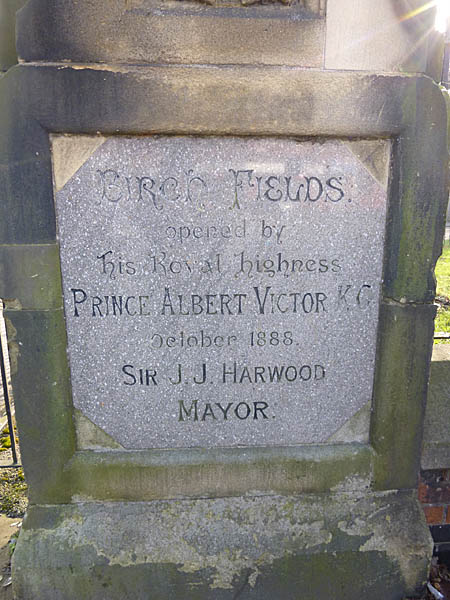 Birch Fields.
opened by
his Royal highness
Prince Albert Victor K.G
October 1888.
Sir J.J. Harwood
Mayor.